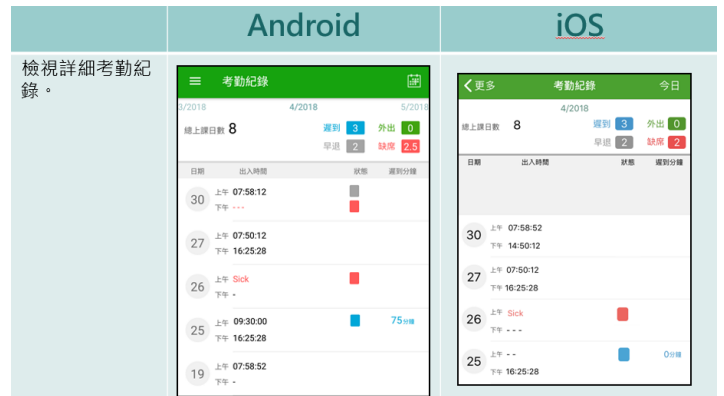 Android
iOS
檢視詳細考勤紀
錄。
考勤紀錄
3/2018 4/2018 5/2018
總上課日數 8 遲到 3 外出 0
早退 2 缺席 2.5
日期 出入時間 狀態 遲到分鐘
30 上午 07:58:12
下午 ---
27 上午 07:50:12
下午 16:25:28
26 上午 Sick
下午 -
25 上午 09:30:00 75分鐘
下午 16:25:28
19 上午 07:58:52
下午 -
更多 考勤紀錄 今日
4/2018
總上課日數 8 遲到 3 外出 0
早退 2 缺席 2
日期 出入時間 狀態 遲到分鐘
30 上午 07:58:52
下午 14:50:12
27 上午 07:50:12
下午 16:25:28
26 上午 Sick
下午 ---
25 上午 -- 0分鐘
下午 16:25:28